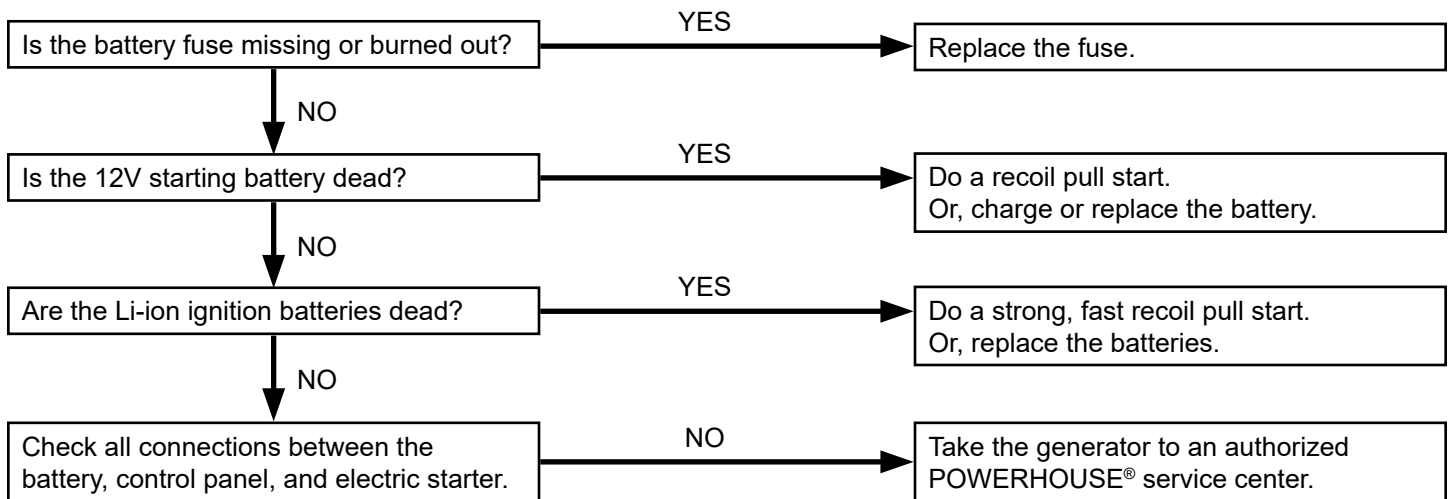 Is the battery fuse missing or burned out?
YES
Replace the fuse.
NO
Is the 12V starting battery dead?
YES
Do a recoil pull start.
Or, charge or replace the battery.
NO
Are the Li-ion ignition batteries dead?
YES
Do a strong, fast recoil pull start.
Or, replace the batteries.
NO
Check all connections between the
battery, control panel, and electric starter.
NO
Take the generator to an authorized
POWERHOUSE® service center.